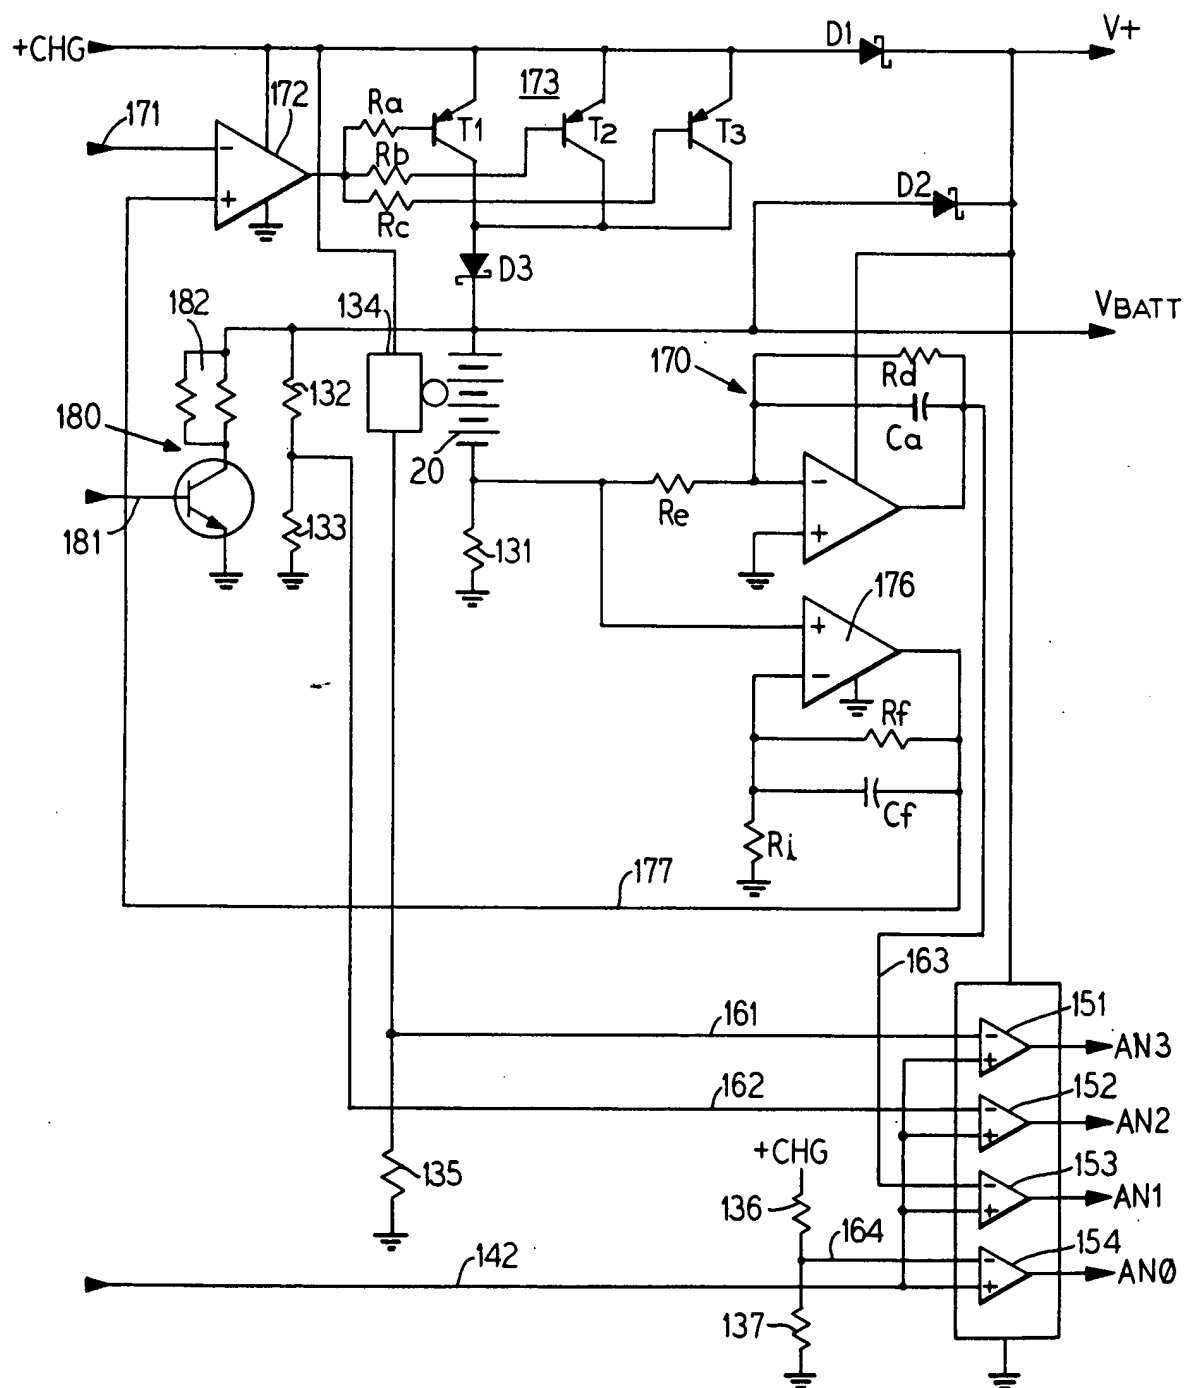 +CHG
D1
V+
171
172
173
Ra
T1
T2
T3
Rb
Rc
D2
D3
182
134
VBATT
170
Rd
Ca
132
180
20
Re
181
133
131
176
Rf
Cf
Ri
177
163
161
151
AN3
162
152
AN2
+CHG
135
153
AN1
136
164
154
142
ANØ
137
- + - + + - - + - + - + - +